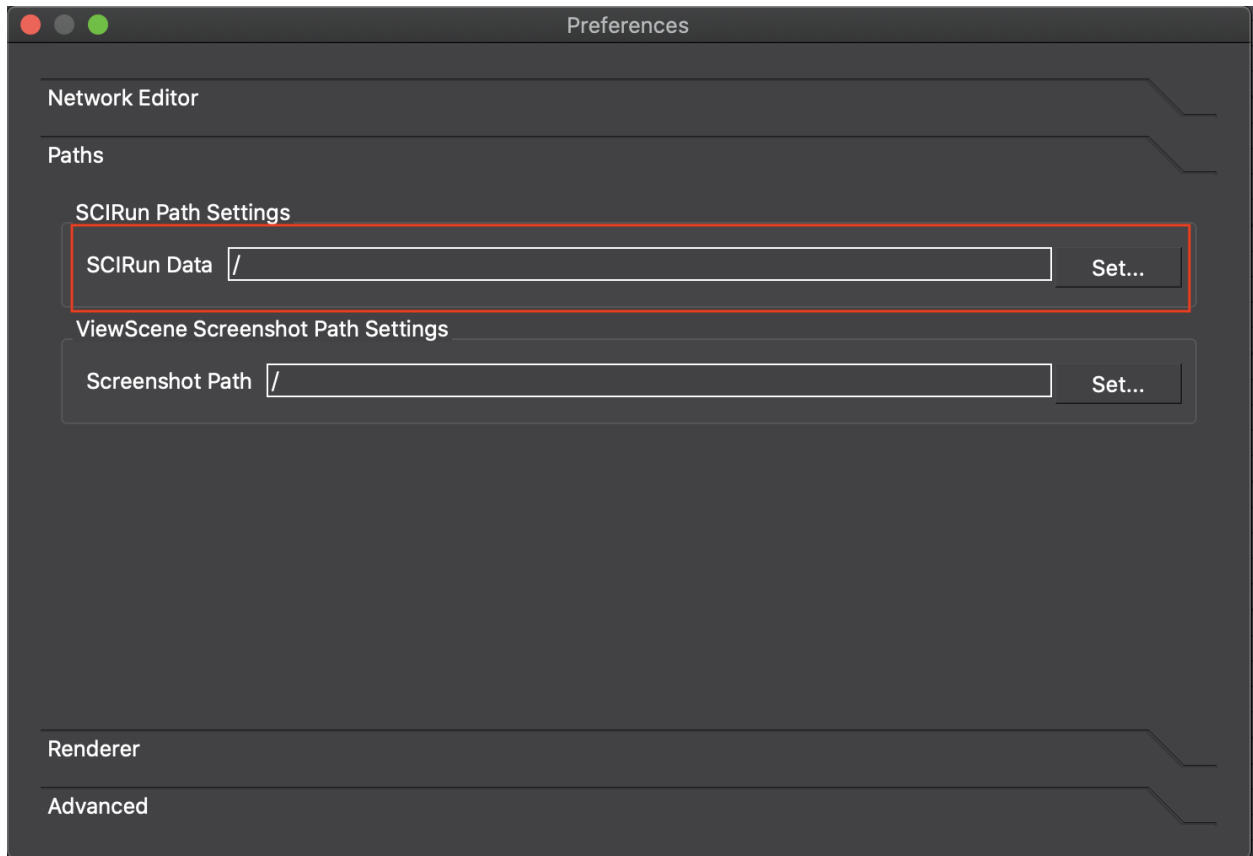 Preferences
Network Editor
Paths
SCIRun Path Settings
SCIRun Data / Set...
ViewScene Screenshot Path Settings
Screenshot Path / Set...
Renderer
Advanced